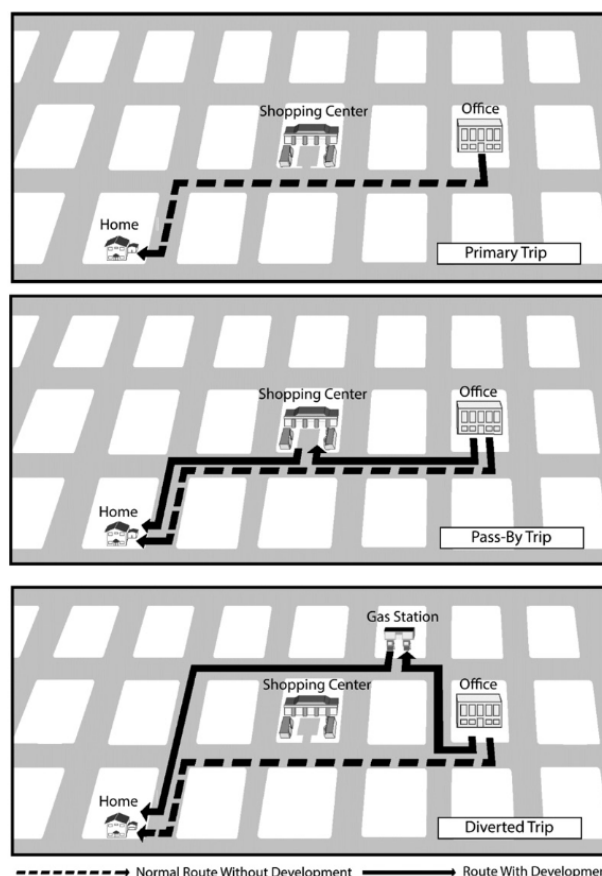 Shopping Center
Office
Home
Primary Trip
Shopping Center
Office
Home
Pass-By Trip
Gas Station
Shopping Center
Office
Home
Diverted Trip
Normal Route Without Development
Route With Developmen